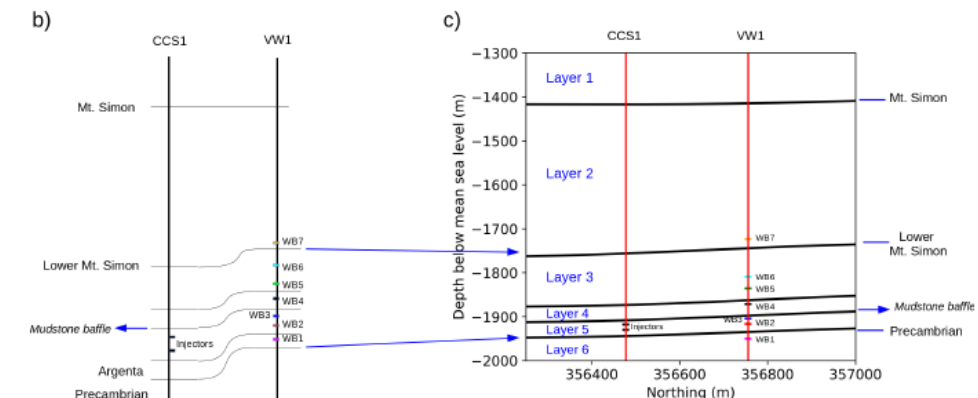 b)
CCS1
VW1
Mt. Simon
WB7
Lower Mt. Simon
WB6
WB5
WB4
WB3
Mudstone baffle
WB2
Injectors
WB1
Argenta
Precambrian
c)
CCS1
VW1
Depth below mean sea level (m)
−1300
−1400
−1500
−1600
−1700
−1800
−1900
−2000
Layer 1
Mt. Simon
Layer 2
WB7
Lower
Mt. Simon
Layer 3
WB6
WB5
WB4
Mudstone baffle
Layer 4
WB3
WB2
Injectors
Layer 5
Precambrian
WB1
Layer 6
356400
356600
356800
357000
Northing (m)